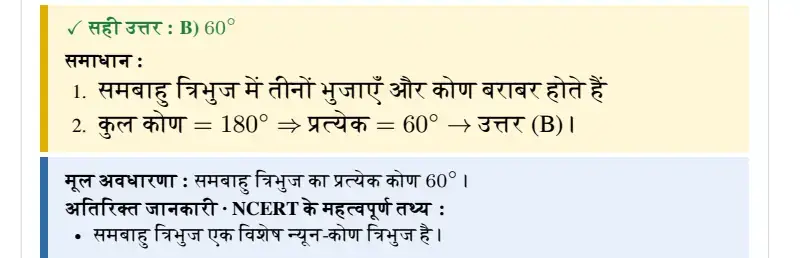 ✓ सही उत्तर : B) 60°
समाधान :
1. समबाहु त्रिभुज में तीनों भुजाएँ और कोण बराबर होते हैं
2. कुल कोण = 180° ⇒ प्रत्येक = 60° → उत्तर (B)।
मूल अवधारणा : समबाहु त्रिभुज का प्रत्येक कोण 60°।
अतिरिक्त जानकारी · NCERT के महत्वपूर्ण तथ्य :
• समबाहु त्रिभुज एक विशेष न्यून-कोण त्रिभुज है।